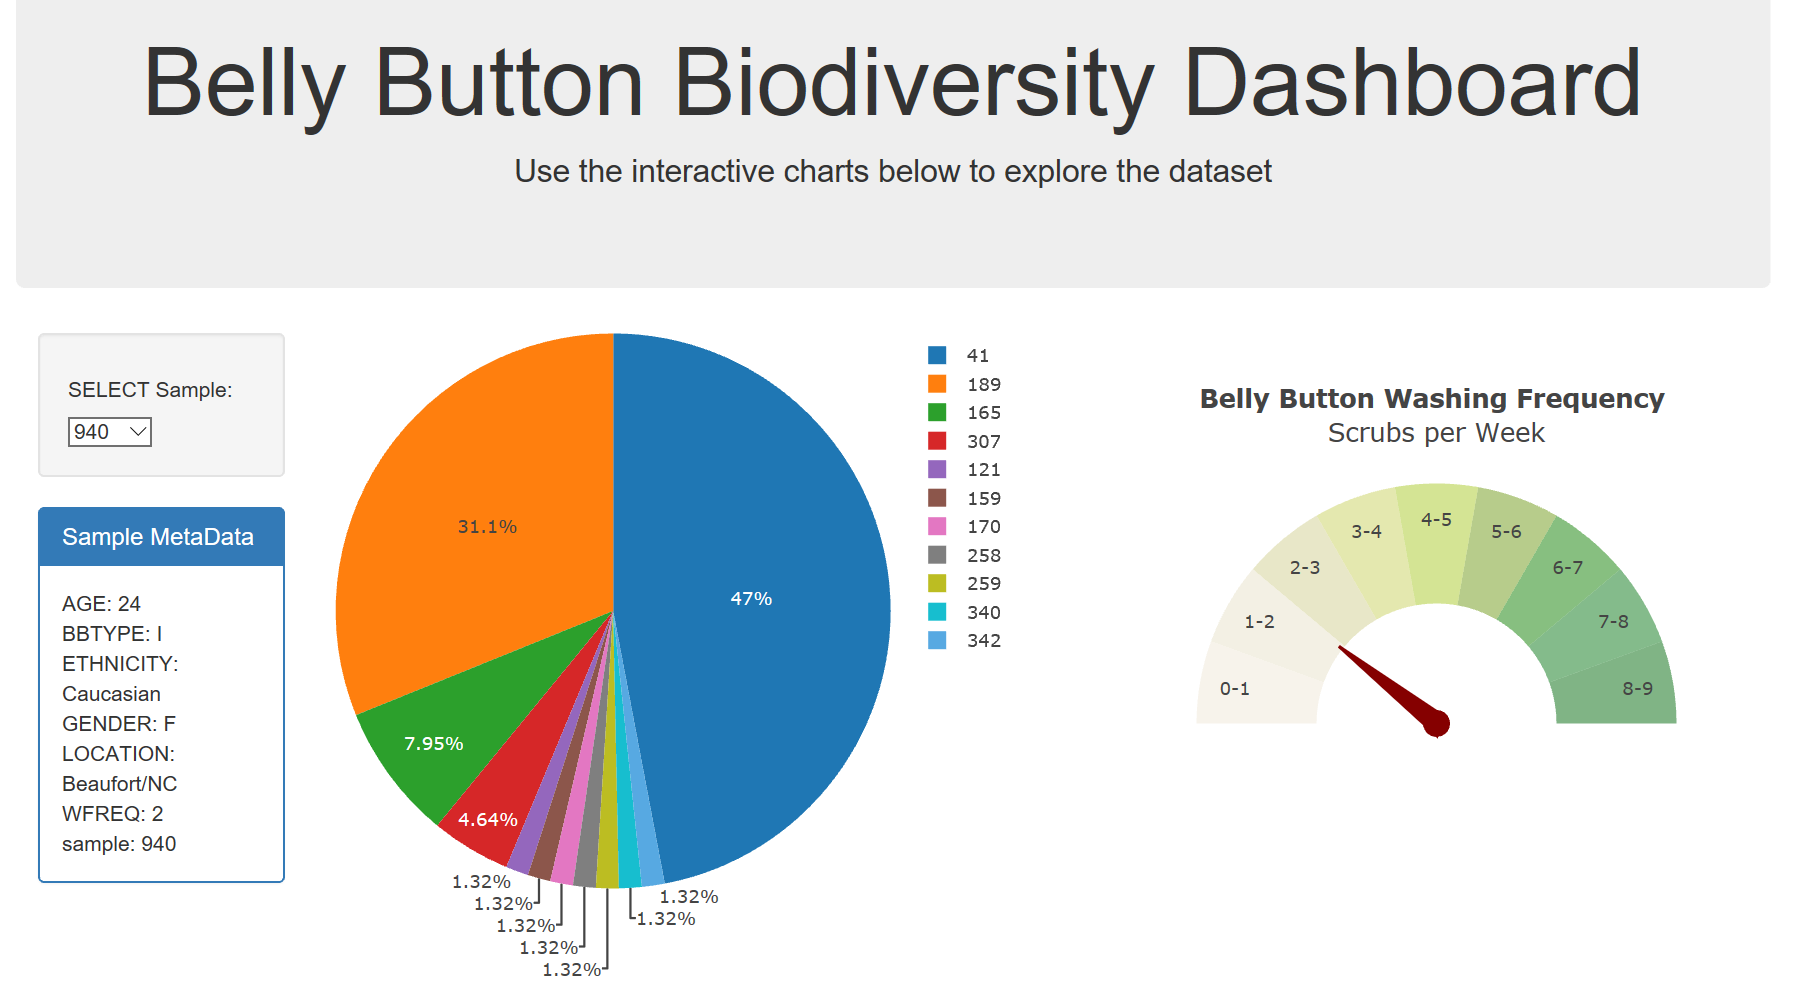 Belly Button Biodiversity Dashboard
Use the interactive charts below to explore the dataset
SELECT Sample:
940
Sample MetaData
AGE: 24
BBTYPE: I
ETHNICITY:
Caucasian
GENDER: F
LOCATION:
Beaufort/NC
WFREQ: 2
sample: 940
47%
31.1%
7.95%
4.64%
1.32%
1.32%
1.32%
1.32%
1.32%
1.32%
1.32%
41
189
165
307
121
159
170
258
259
340
342
Belly Button Washing Frequency
Scrubs per Week
0-1
1-2
2-3
3-4
4-5
5-6
6-7
7-8
8-9